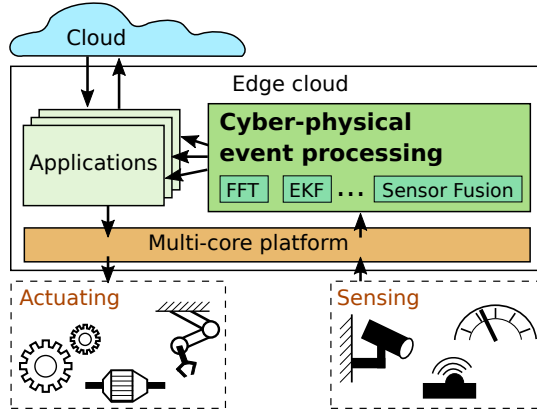 Cloud
Edge cloud
Applications
Cyber-physical
event processing
FFT EKF ... Sensor Fusion
Multi-core platform
Actuating
Sensing